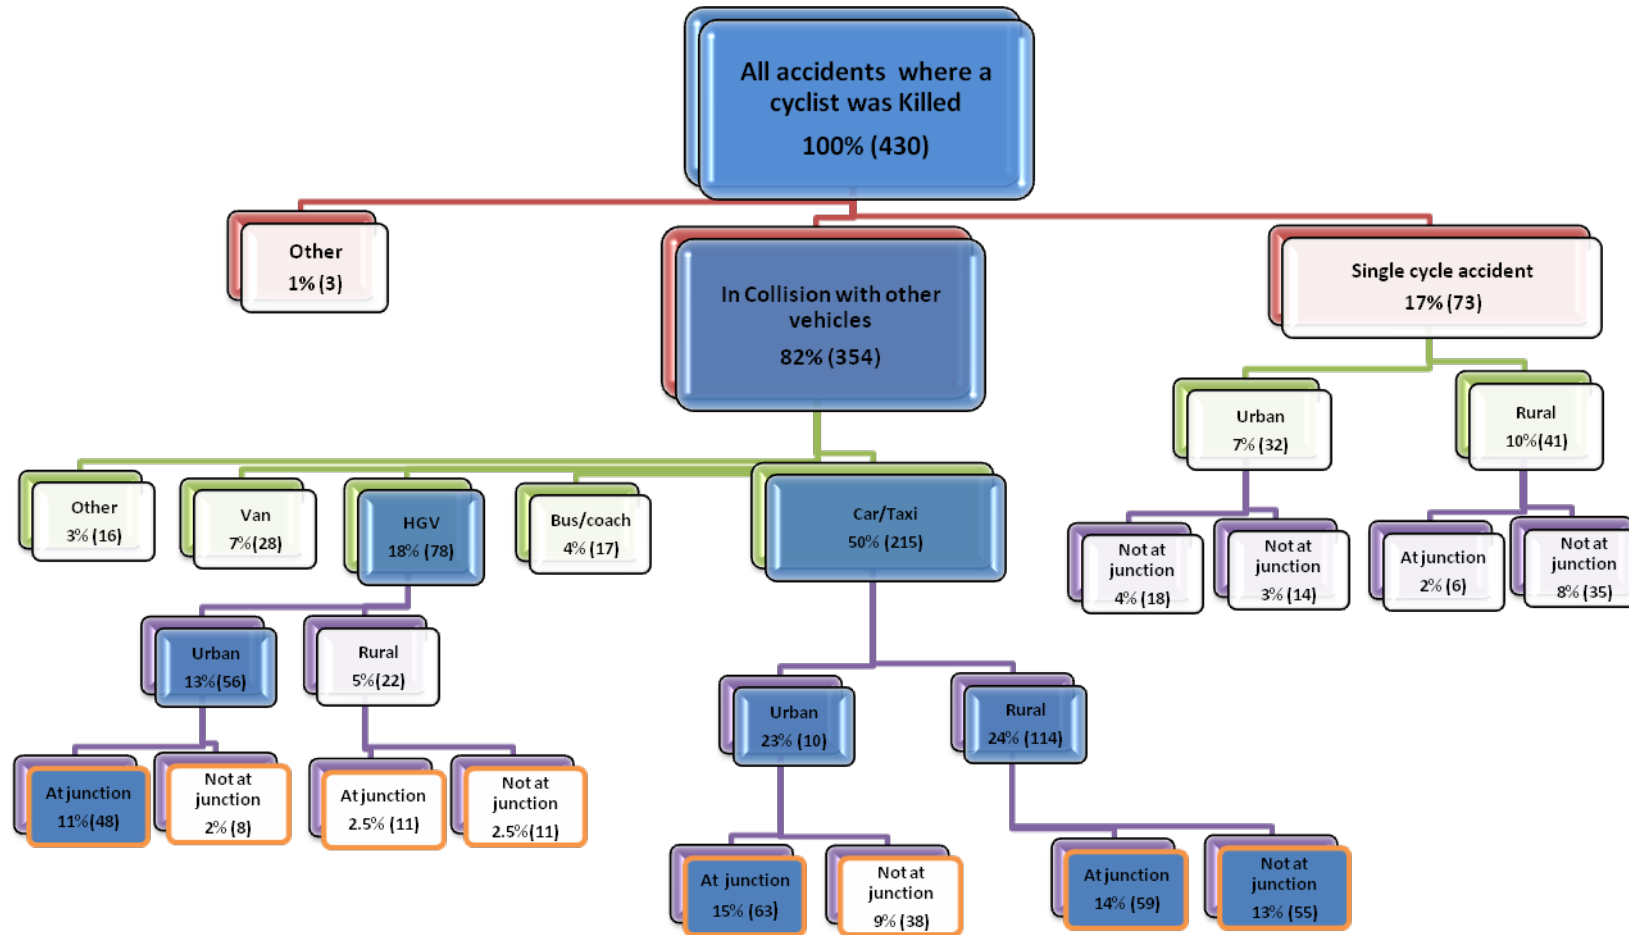 All accidents where a
cyclist was Killed
100% (430)
Other
1% (3)
In Collision with other
vehicles
82% (354)
Single cycle accident
17% (73)
Urban
7% (32)
Rural
10%(41)
Other
3% (16)
Van
7%(28)
HGV
18% (78)
Bus/coach
4% (17)
Car/Taxi
50% (215)
Not at
junction
4% (18)
Not at
junction
3% (14)
At junction
2% (6)
Not at
junction
8% (35)
Urban
13%(56)
Rural
5%(22)
Urban
23% (10)
Rural
24% (114)
At junction
11%(48)
Not at
junction
2% (8)
At junction
2.5% (11)
Not at
junction
2.5%(11)
At junction
15% (63)
Not at
junction
9% (38)
At junction
14% (59)
Not at
junction
13% (55)